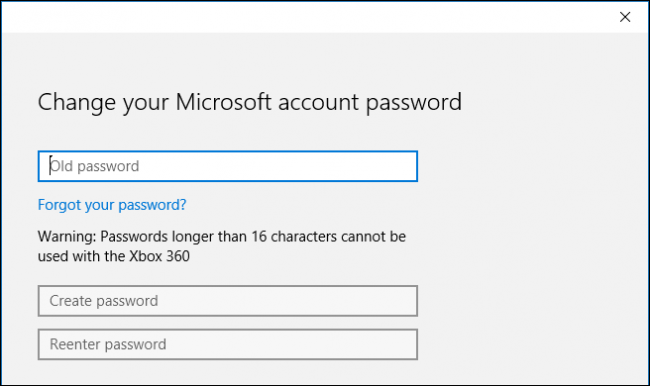 Change your Microsoft account password
Old password
Forgot your password?
Warning: Passwords longer than 16 characters cannot be
used with the Xbox 360
Create password
Reenter password